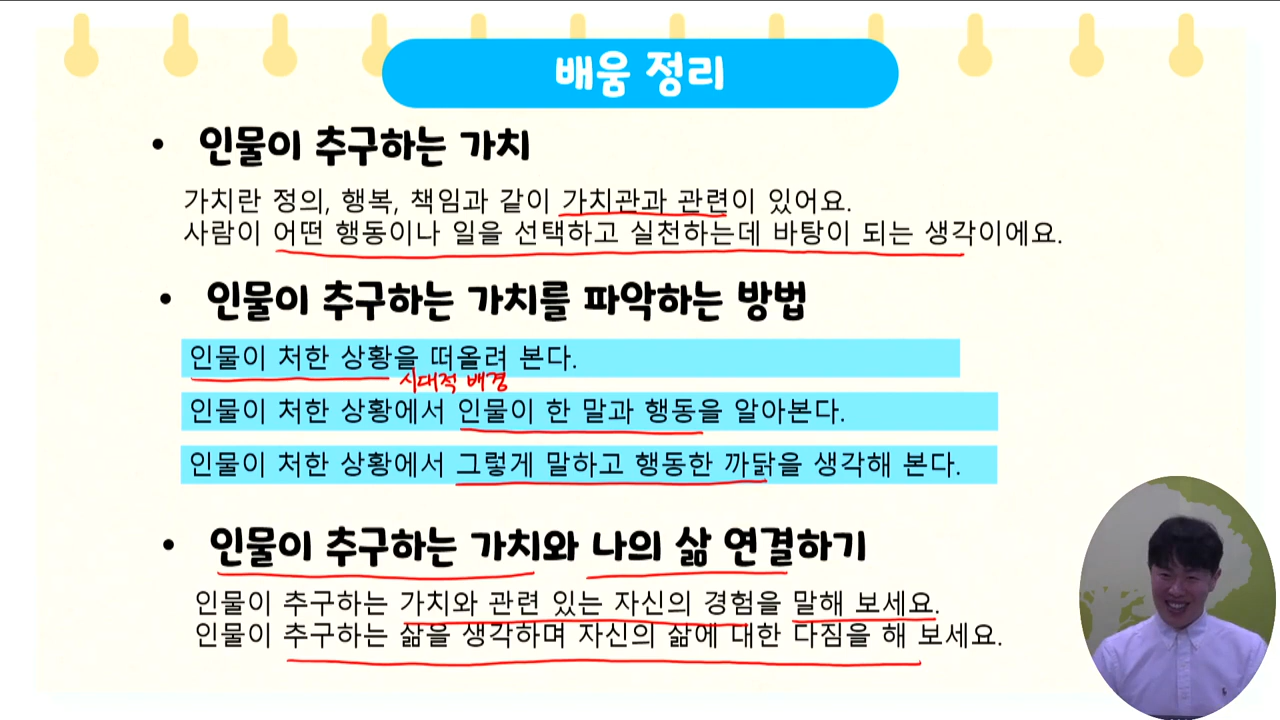 배움 정리
• 인물이 추구하는 가치
가치란 정의, 행복, 책임과 같이 가치관과 관련이 있어요.
사람이 어떤 행동이나 일을 선택하고 실천하는데 바탕이 되는 생각이에요.
• 인물이 추구하는 가치를 파악하는 방법
인물이 처한 상황을 떠올려 본다.
시대적 배경
인물이 처한 상황에서 인물이 한 말과 행동을 알아본다.
인물이 처한 상황에서 그렇게 말하고 행동한 까닭을 생각해 본다.
• 인물이 추구하는 가치와 나의 삶 연결하기
인물이 추구하는 가치와 관련 있는 자신의 경험을 말해 보세요.
인물이 추구하는 삶을 생각하며 자신의 삶에 대한 다짐을 해 보세요.